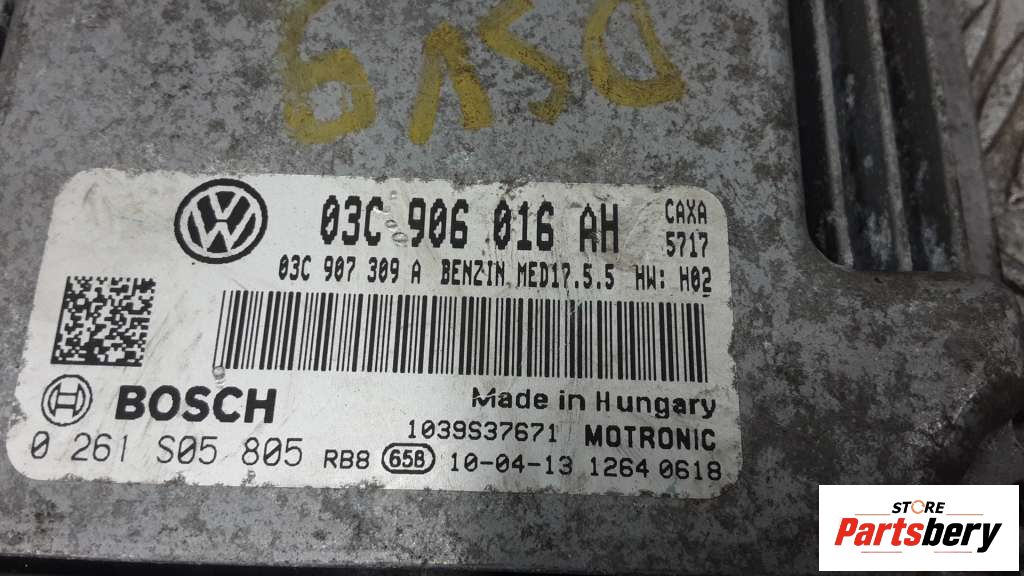 03C 906 016 AH CAXA
5717
03C 907 309 A BENZIN MED17.5.5 HW: H02
BOSCH
Made in Hungary
1039S37671 MOTRONIC
0 261 S05 805 RB8 658 10-04-13 1264 0618
STORE
Partsbery